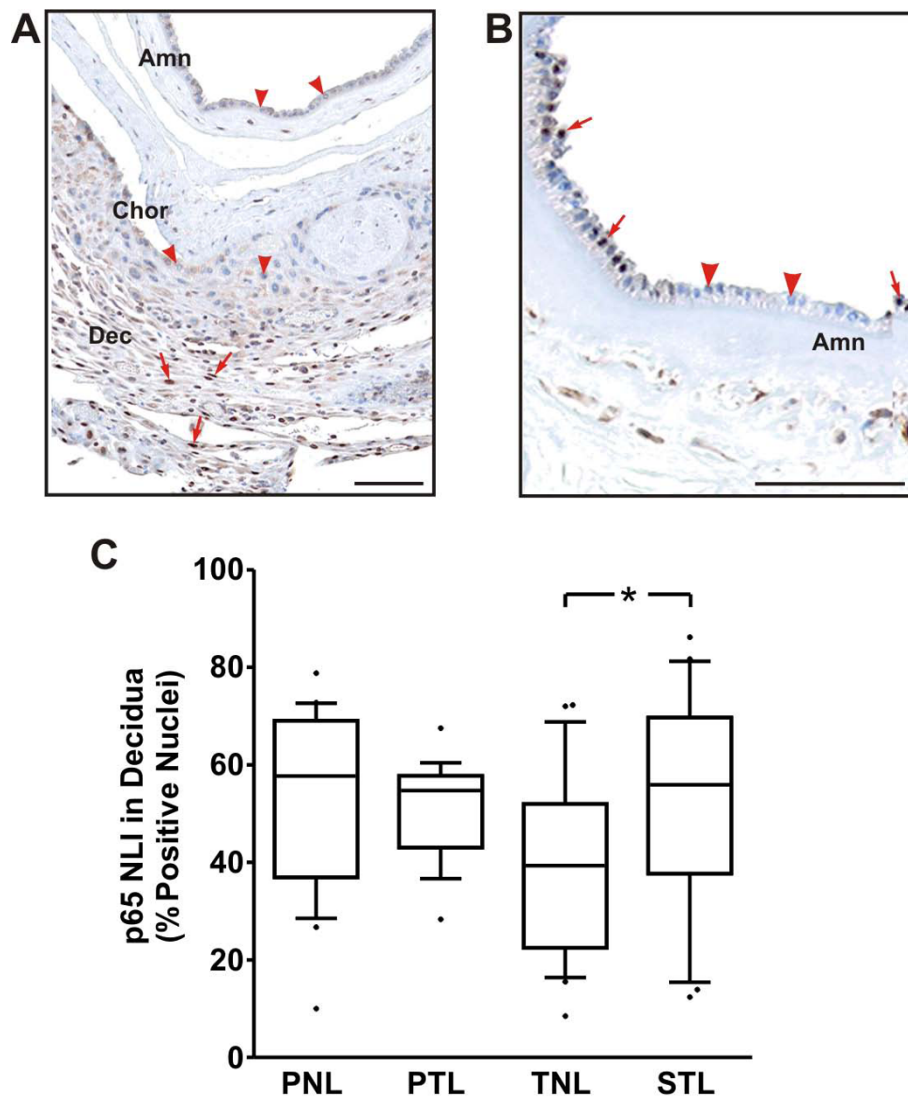 A
Amn
Chor
Dec
B
Amn
C
p65 NLI in Decidua
(% Positive Nuclei)
100
80
60
40
20
0
*
PNL PTL TNL STL